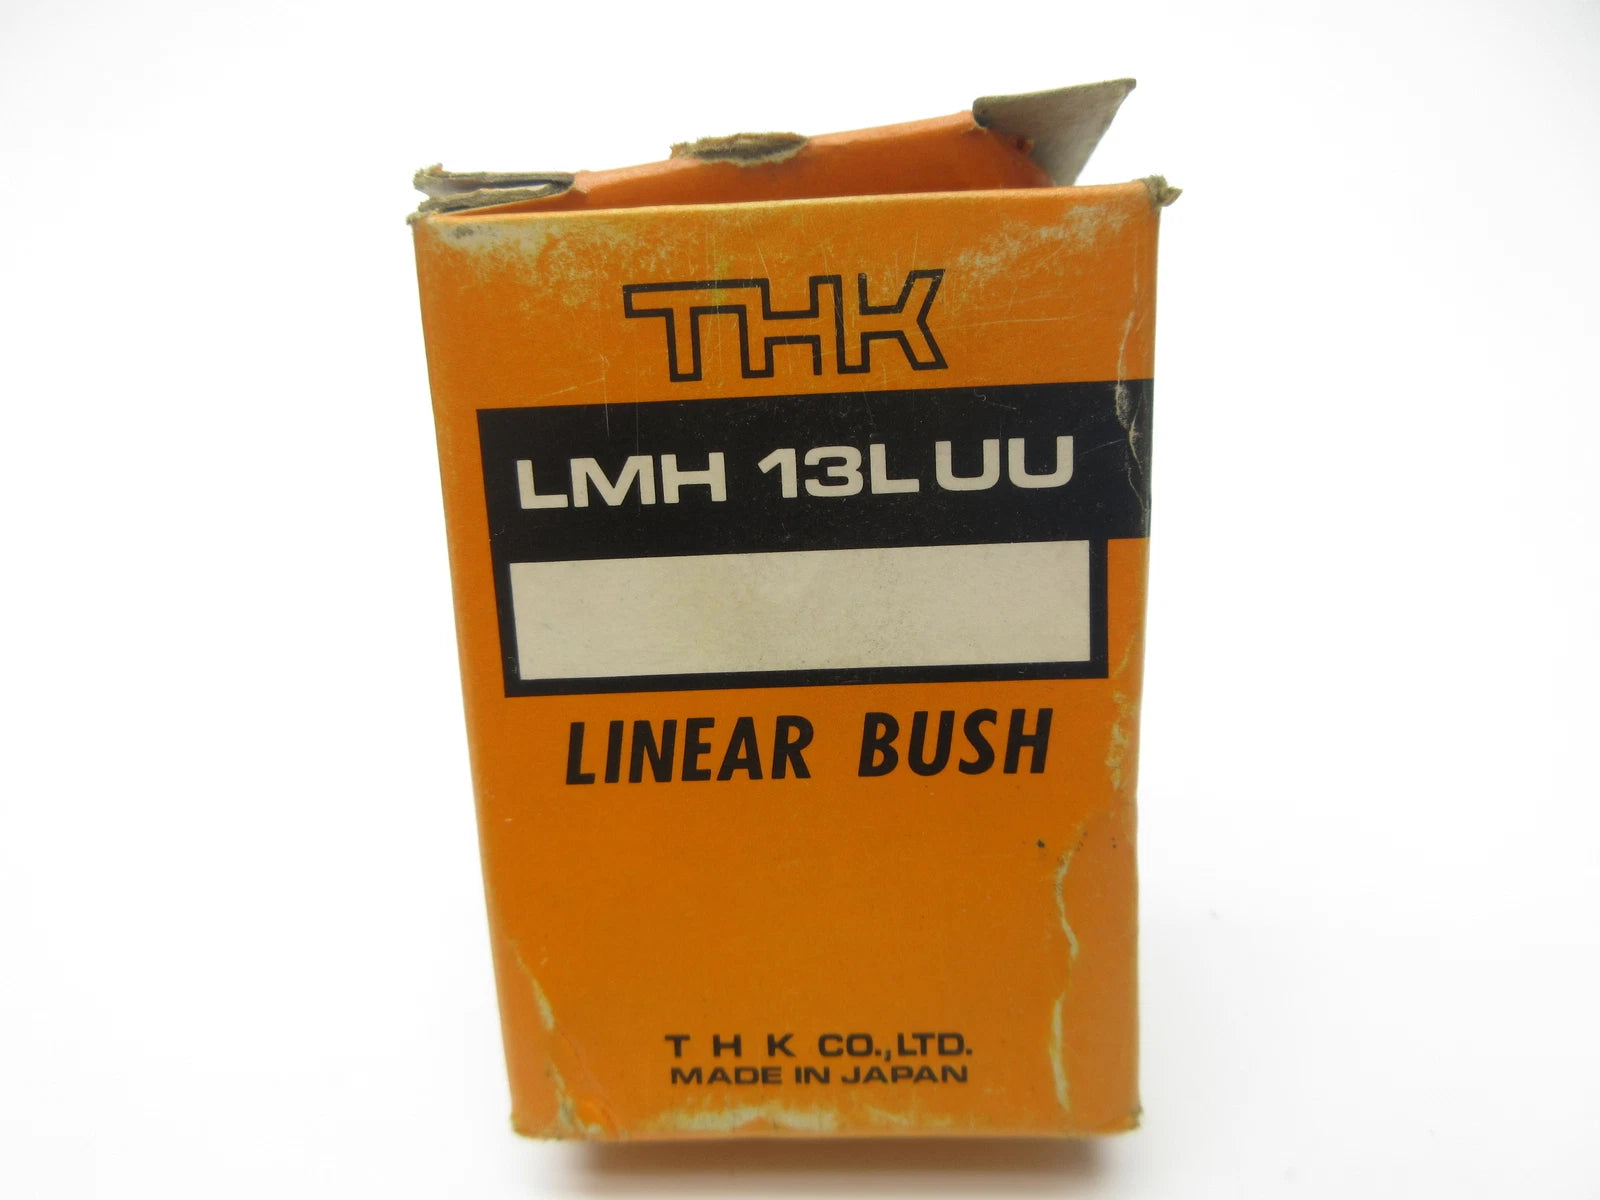 THK
LMH 13L UU
LINEAR BUSH
T H K CO.,LTD.
MADE IN JAPAN